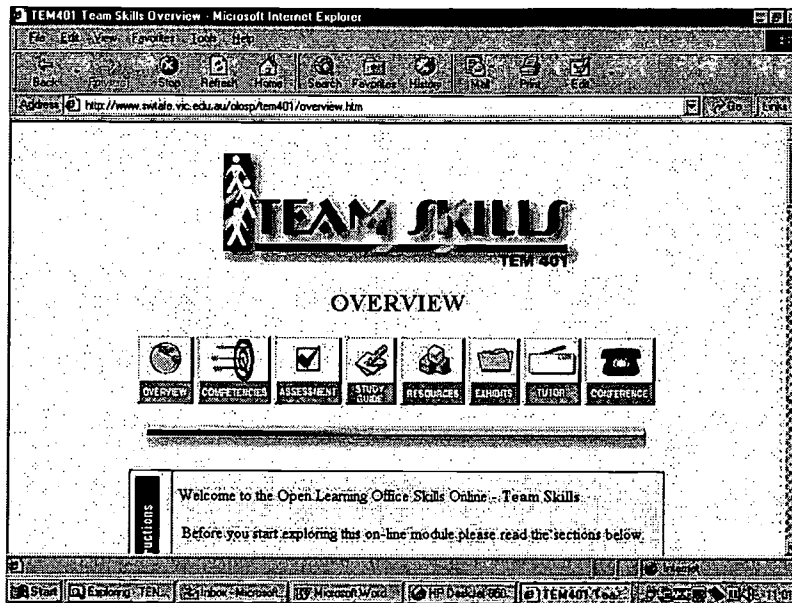 TEM401 Team Skills Overview - Microsoft Internet Explorer
File Edit View Favorites Tools Help
Back Stop Refresh Home Search Favorites History Mail Print Edit
Address http://www.swtafe.vic.edu.au/olosp/tem401/overview.htm Go Links
TEAM SKILLS
TEM 401
OVERVIEW
OVERVIEW COMPETENCIES ASSESSMENT STUDY GUIDE RESOURCES EXHIBITS TUTOR CONFERENCE
Welcome to the Open Learning Office Skills Online - Team Skills
Before you start exploring this on-line module please read the sections below
uctions
Internet
Start Exploring - TEN... Inbox - Microsoft... Microsoft Word HP DeskJet 850... TEM401 Tea...